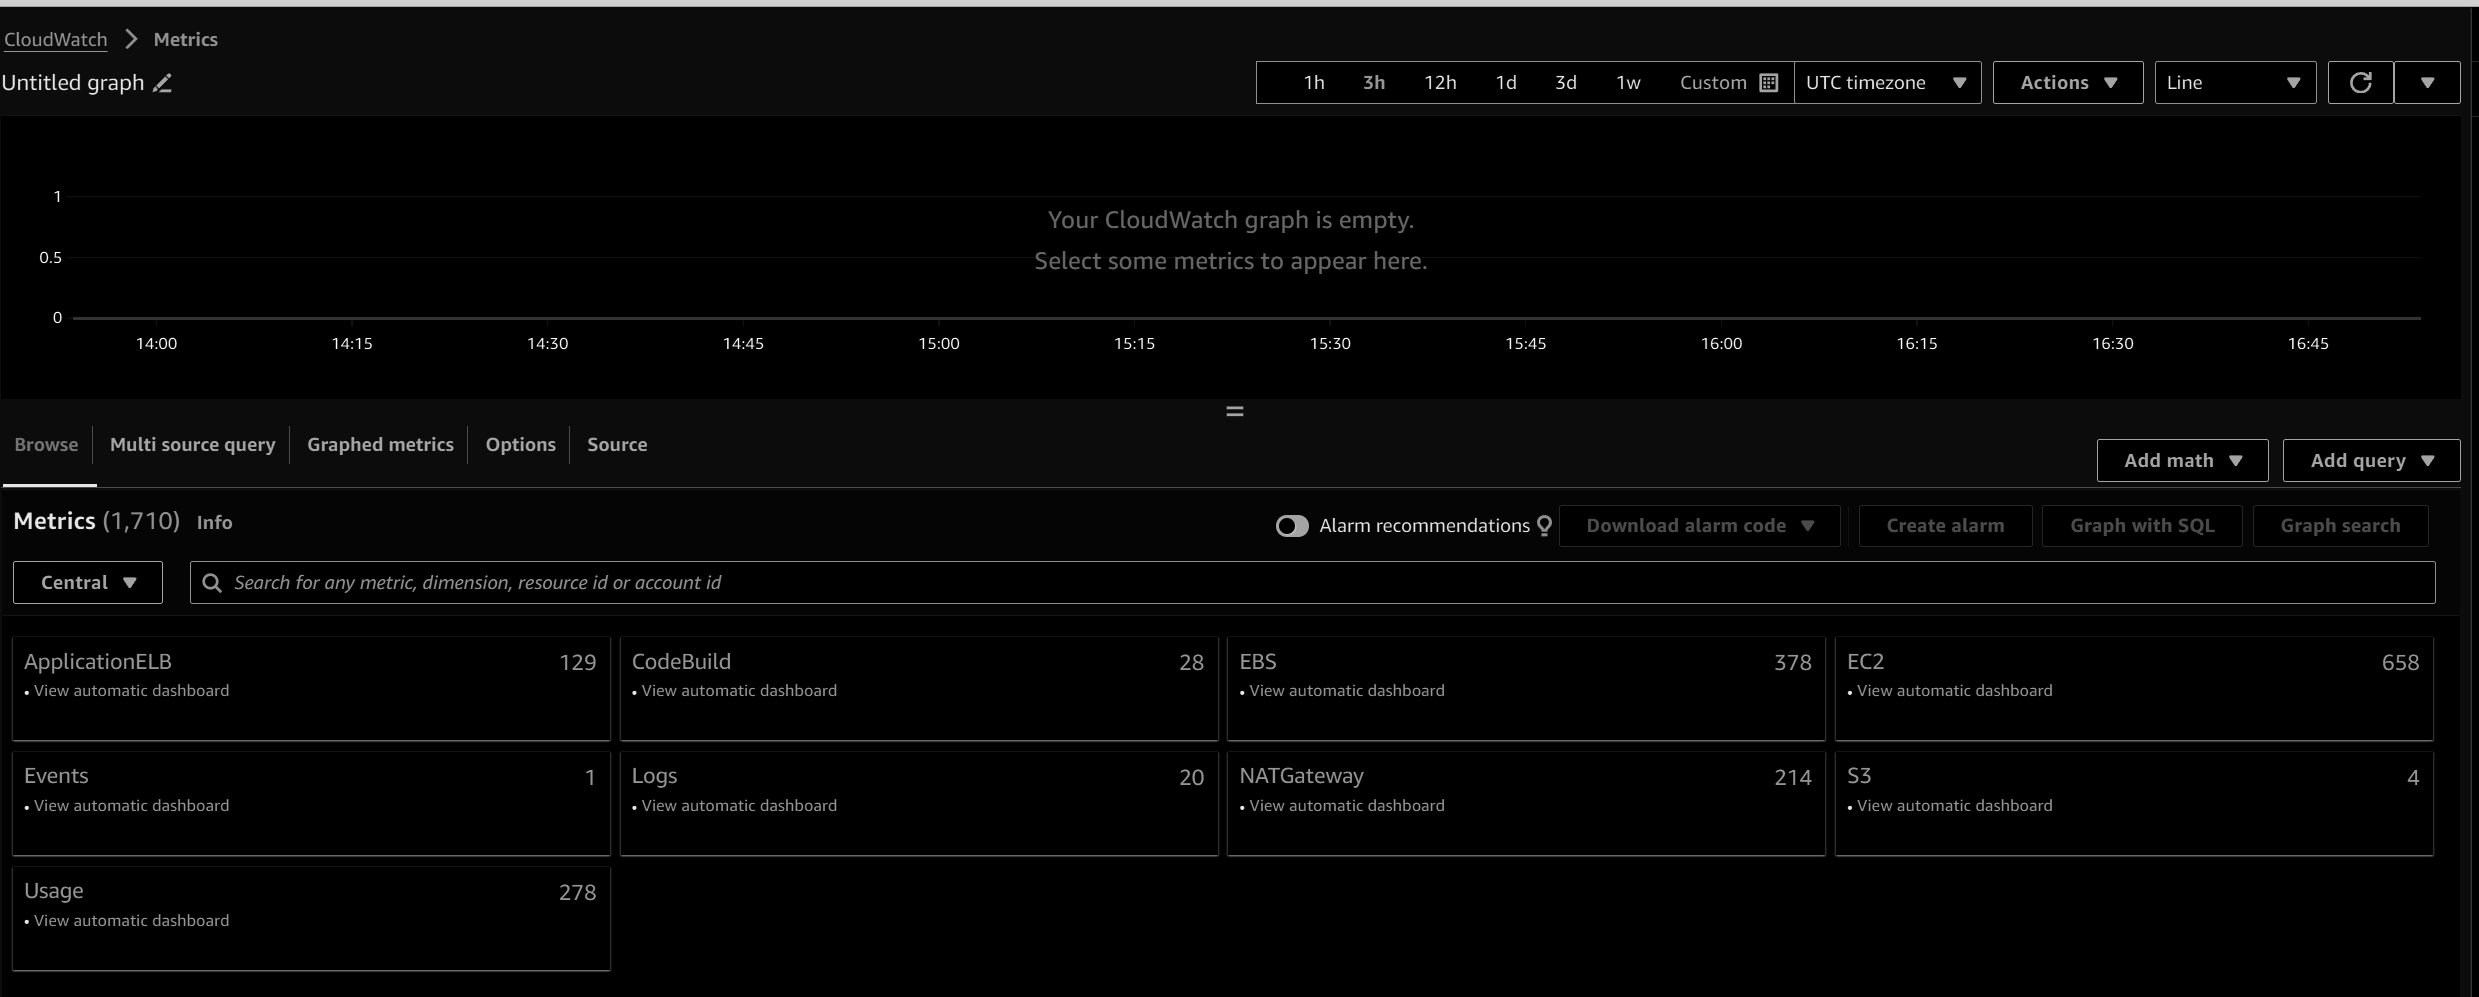 CloudWatch Metrics
Untitled graph
1h 3h 12h 1d 3d 1w Custom UTC timezone Actions Line
1
0.5
0
Your CloudWatch graph is empty.
Select some metrics to appear here.
14:00 14:15 14:30 14:45 15:00 15:15 15:30 15:45 16:00 16:15 16:30 16:45
Browse Multi source query Graphed metrics Options Source
Add math Add query
Metrics (1,710) Info
Alarm recommendations Download alarm code Create alarm Graph with SQL Graph search
Central Search for any metric, dimension, resource id or account id
ApplicationELB 129
• View automatic dashboard
CodeBuild 28
• View automatic dashboard
EBS 378
• View automatic dashboard
EC2 658
• View automatic dashboard
Events 1
• View automatic dashboard
Logs 20
• View automatic dashboard
NATGateway 214
• View automatic dashboard
S3 4
• View automatic dashboard
Usage 278
• View automatic dashboard